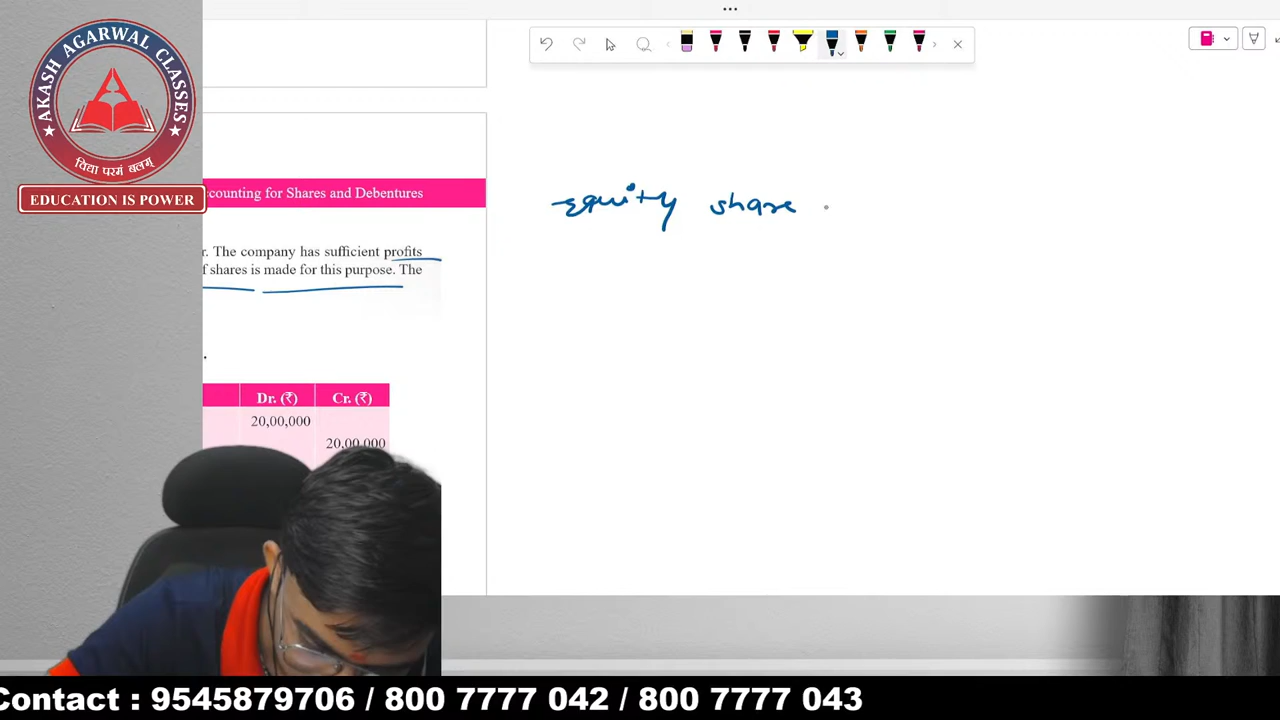 AKASH AGARWAL CLASSES
विद्या परमं बलम्
EDUCATION IS POWER
ccounting for Shares and Debentures
r. The company has sufficient profits
f shares is made for this purpose. The
.
Dr. (₹) Cr. (₹)
20,00,000
20,00,000
Equity share
Contact : 9545879706 / 800 7777 042 / 800 7777 043